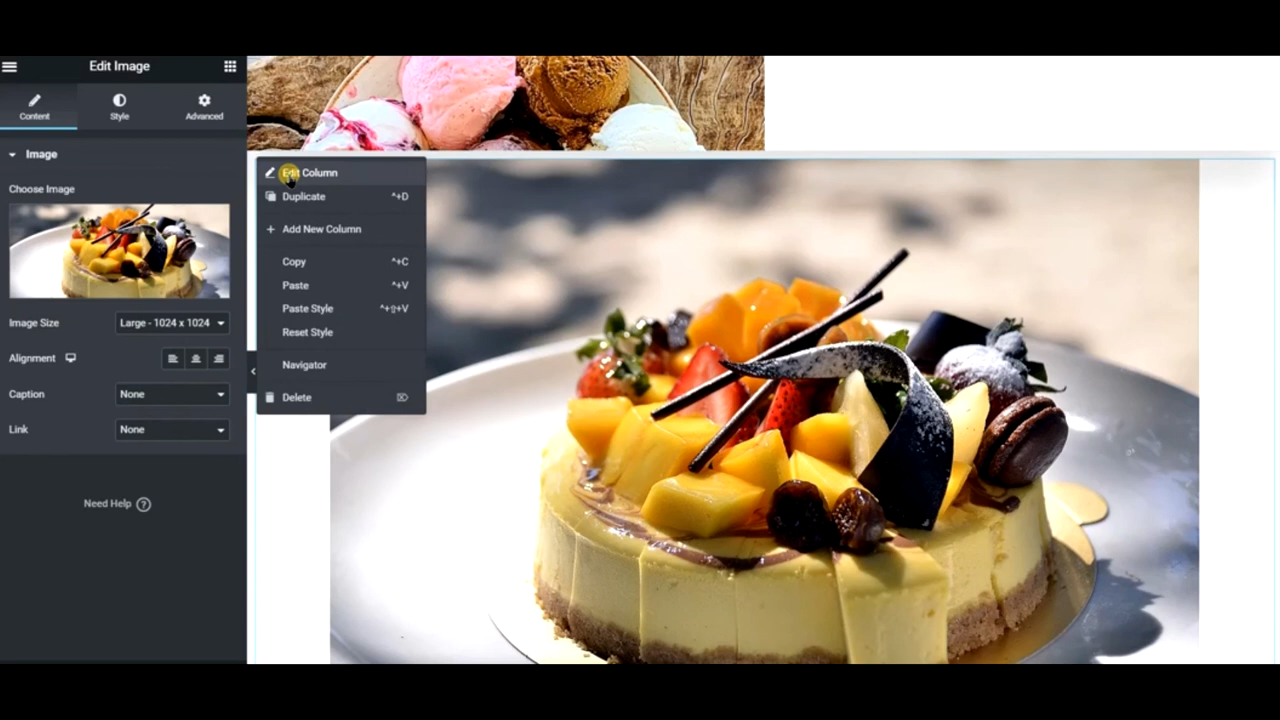 Edit Image
Content
Style
Advanced
Image
Choose Image
Image Size
Large - 1024 x 1024
Alignment
Caption
None
Link
None
Need Help ?
Edit Column
Duplicate ^+D
Add New Column
Copy ^+C
Paste ^+V
Paste Style ^+⇧+V
Reset Style
Navigator
Delete ⌦